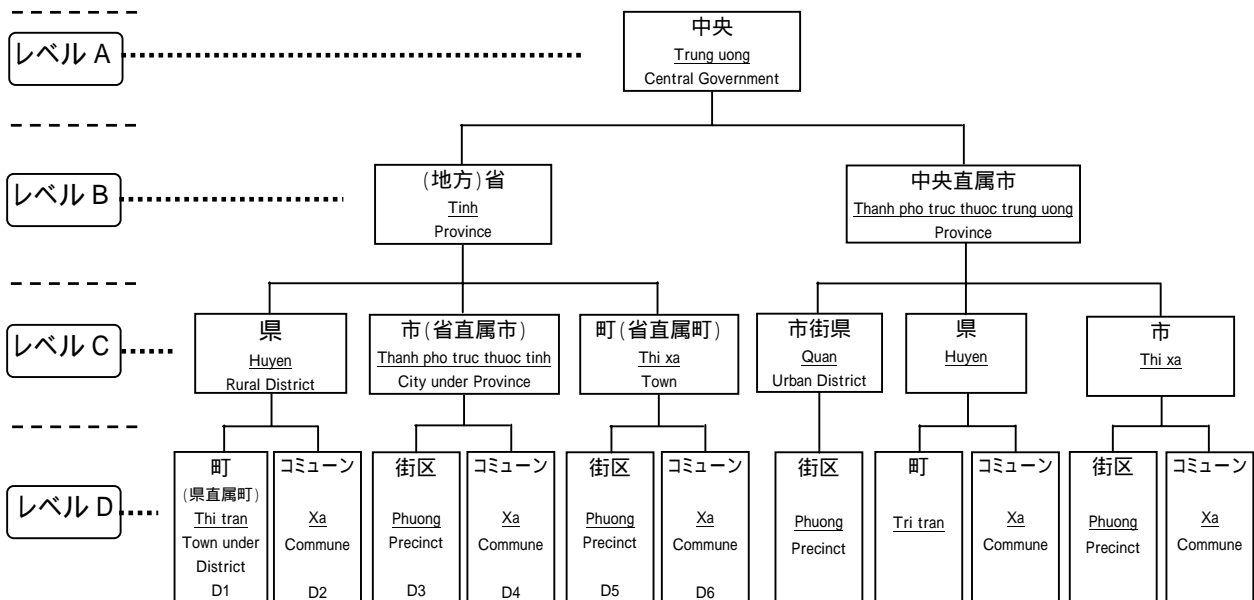 レベル A
中央
Trung uong
Central Government
レベル B
(地方)省
Tinh
Province
中央直属市
Thanh pho truc thuoc trung uong
Province
レベル C
県
Huyen
Rural District
市(省直属市)
Thanh pho truc thuoc tinh
City under Province
町(省直属町)
Thi xa
Town
市街県
Quan
Urban District
県
Huyen
市
Thi xa
レベル D
町
(県直属町)
Thi tran
Town under
District
D1
コミューン
Xa
Commune
D2
街区
Phuong
Precinct
D3
コミューン
Xa
Commune
D4
街区
Phuong
Precinct
D5
コミューン
Xa
Commune
D6
街区
Phuong
Precinct
町
Tri tran
コミューン
Xa
Commune
街区
Phuong
Precinct
コミューン
Xa
Commune